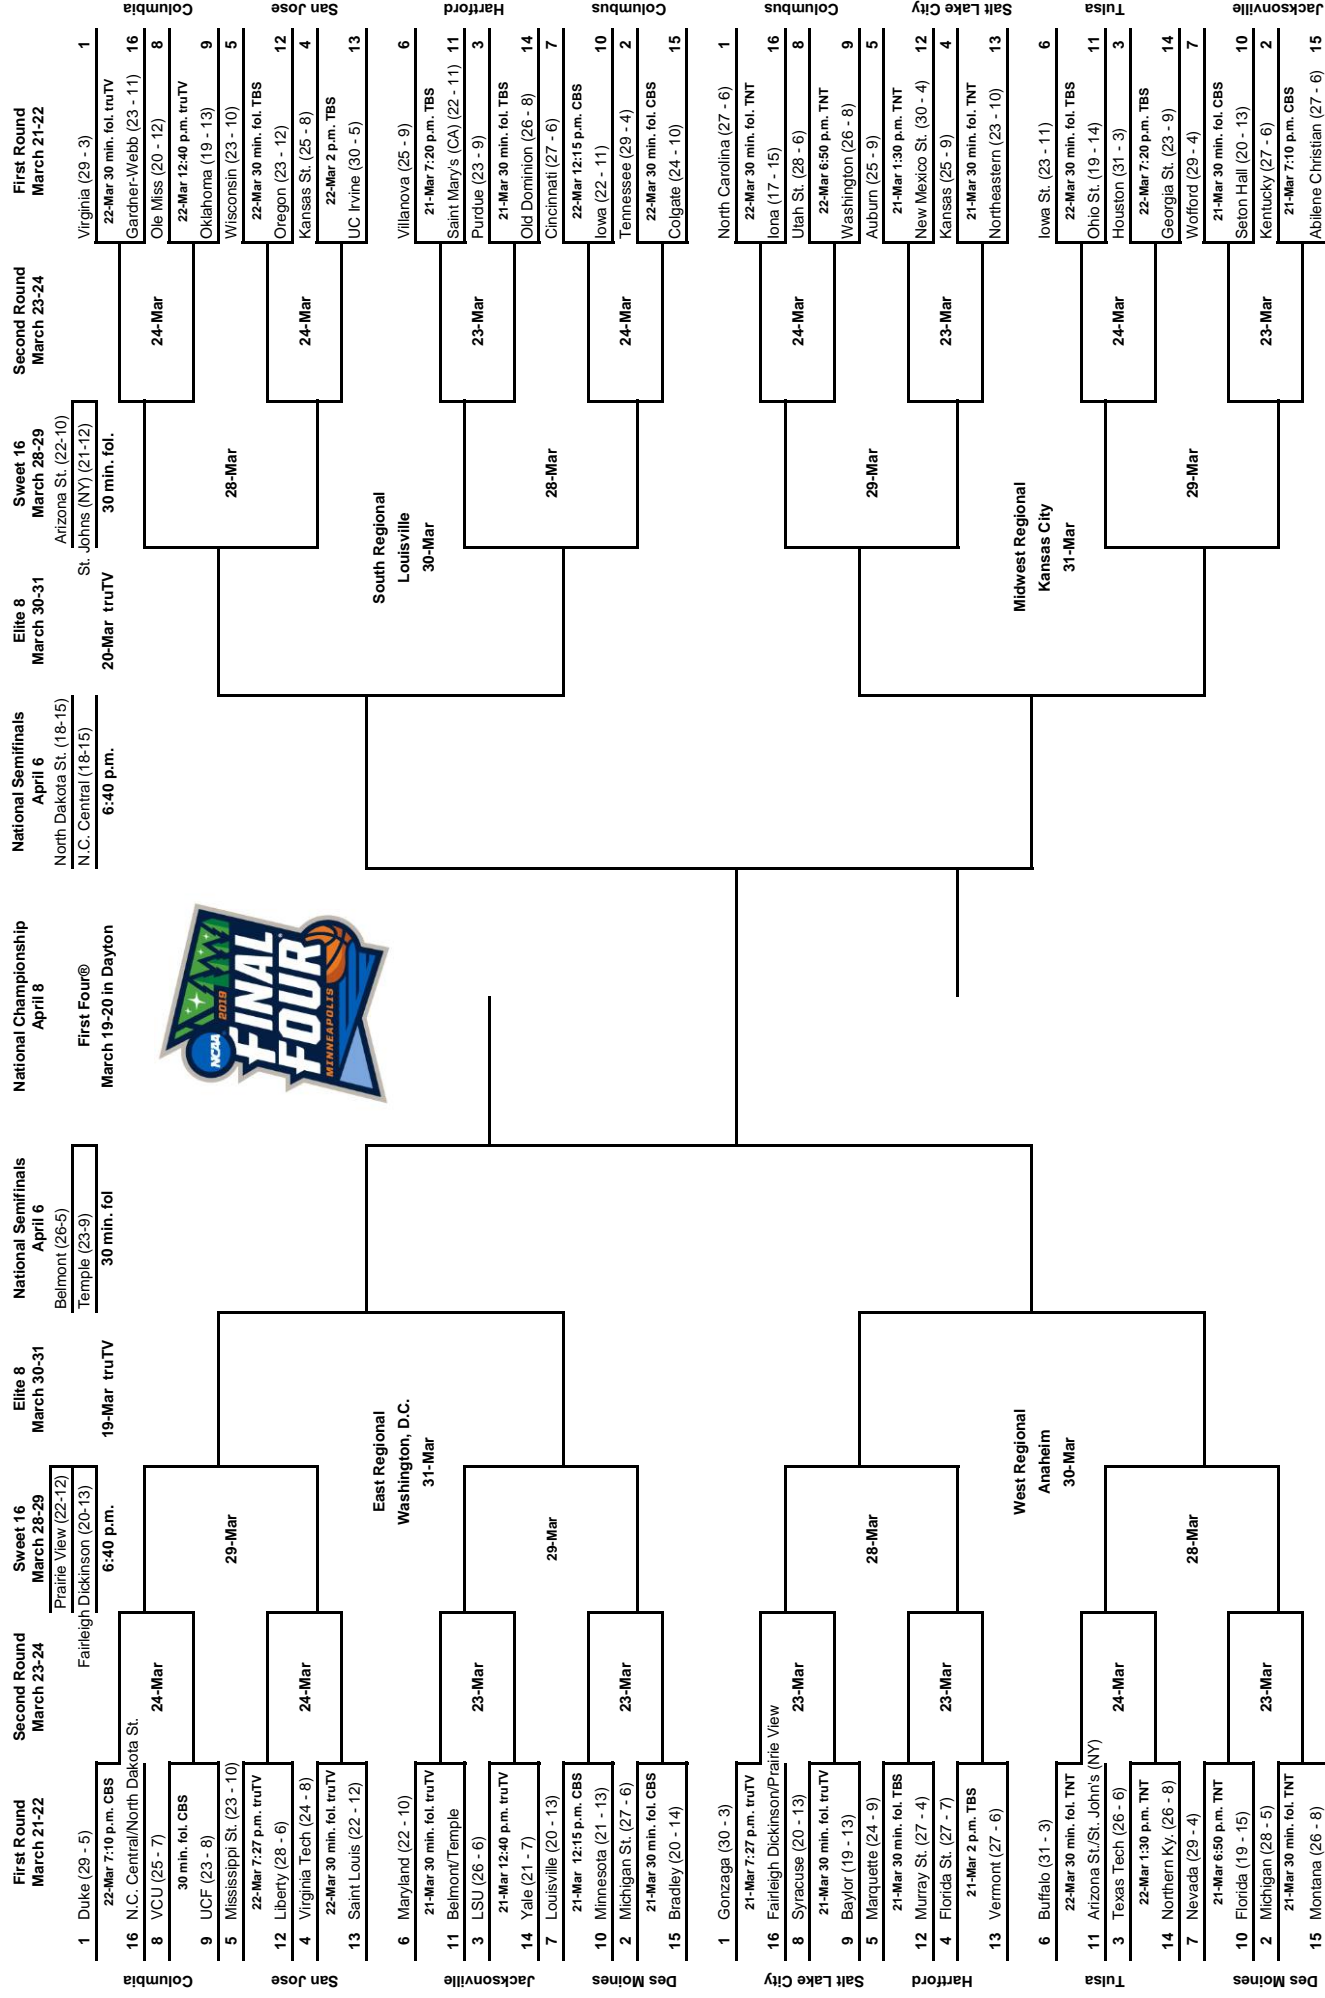 First Round
March 21-22
Second Round
March 23-24
Sweet 16
March 28-29
Elite 8
March 30-31
National Semifinals
April 6
National Championship
April 8
National Semifinals
April 6
Elite 8
March 30-31
Sweet 16
March 28-29
Second Round
March 23-24
First Round
March 21-22
Prairie View (22-12)
Fairleigh Dickinson (20-13)
6:40 p.m.
19-Mar truTV
Belmont (26-5)
Temple (23-9)
30 min. fol
First Four®
March 19-20 in Dayton
North Dakota St. (18-15)
N.C. Central (18-15)
6:40 p.m.
20-Mar truTV
Arizona St. (22-10)
St. Johns (NY) (21-12)
30 min. fol.
NCAA 2019
FINAL
FOUR
MINNEAPOLIS
Columbia
1 Duke (29 - 5)
22-Mar 7:10 p.m. CBS
16 N.C. Central/North Dakota St.
8 VCU (25 - 7)
30 min. fol. CBS
9 UCF (23 - 8)
24-Mar
San Jose
5 Mississippi St. (23 - 10)
22-Mar 7:27 p.m. truTV
12 Liberty (28 - 6)
4 Virginia Tech (24 - 8)
22-Mar 30 min. fol. truTV
13 Saint Louis (22 - 12)
24-Mar
29-Mar
East Regional
Washington, D.C.
31-Mar
Jacksonville
6 Maryland (22 - 10)
21-Mar 30 min. fol. truTV
11 Belmont/Temple
3 LSU (26 - 6)
21-Mar 12:40 p.m. truTV
14 Yale (21 - 7)
23-Mar
Des Moines
7 Louisville (20 - 13)
21-Mar 12:15 p.m. CBS
10 Minnesota (21 - 13)
2 Michigan St. (27 - 6)
21-Mar 30 min. fol. CBS
15 Bradley (20 - 14)
23-Mar
29-Mar
Salt Lake City
1 Gonzaga (30 - 3)
21-Mar 7:27 p.m. truTV
16 Fairleigh Dickinson/Prairie View
8 Syracuse (20 - 13)
21-Mar 30 min. fol. truTV
9 Baylor (19 - 13)
23-Mar
Hartford
5 Marquette (24 - 9)
21-Mar 30 min. fol. TBS
12 Murray St. (27 - 4)
4 Florida St. (27 - 7)
21-Mar 2 p.m. TBS
13 Vermont (27 - 6)
23-Mar
28-Mar
West Regional
Anaheim
30-Mar
Tulsa
6 Buffalo (31 - 3)
22-Mar 30 min. fol. TNT
11 Arizona St./St. John's (NY)
3 Texas Tech (26 - 6)
22-Mar 1:30 p.m. TNT
14 Northern Ky. (26 - 8)
24-Mar
Des Moines
7 Nevada (29 - 4)
21-Mar 6:50 p.m. TNT
10 Florida (19 - 15)
2 Michigan (28 - 5)
21-Mar 30 min. fol. TNT
15 Montana (26 - 8)
23-Mar
28-Mar
Columbia
Virginia (29 - 3) 1
22-Mar 30 min. fol. truTV
Gardner-Webb (23 - 11) 16
Ole Miss (20 - 12) 8
22-Mar 12:40 p.m. truTV
Oklahoma (19 - 13) 9
24-Mar
San Jose
Wisconsin (23 - 10) 5
22-Mar 30 min. fol. TBS
Oregon (23 - 12) 12
Kansas St. (25 - 8) 4
22-Mar 2 p.m. TBS
UC Irvine (30 - 5) 13
24-Mar
28-Mar
South Regional
Louisville
30-Mar
Hartford
Villanova (25 - 9) 6
21-Mar 7:20 p.m. TBS
Saint Mary's (CA) (22 - 11) 11
Purdue (23 - 9) 3
21-Mar 30 min. fol. TBS
Old Dominion (26 - 8) 14
23-Mar
Columbus
Cincinnati (27 - 6) 7
22-Mar 12:15 p.m. CBS
Iowa (22 - 11) 10
Tennessee (29 - 4) 2
22-Mar 30 min. fol. CBS
Colgate (24 - 10) 15
24-Mar
28-Mar
Columbus
North Carolina (27 - 6) 1
22-Mar 30 min. fol. TNT
Iona (17 - 15) 16
Utah St. (28 - 6) 8
22-Mar 6:50 p.m. TNT
Washington (26 - 8) 9
24-Mar
Salt Lake City
Auburn (25 - 9) 5
21-Mar 1:30 p.m. TNT
New Mexico St. (30 - 4) 12
Kansas (25 - 9) 4
21-Mar 30 min. fol. TNT
Northeastern (23 - 10) 13
23-Mar
29-Mar
Midwest Regional
Kansas City
31-Mar
Tulsa
Iowa St. (23 - 11) 6
22-Mar 30 min. fol. TBS
Ohio St. (19 - 14) 11
Houston (31 - 3) 3
22-Mar 7:20 p.m. TBS
Georgia St. (23 - 9) 14
24-Mar
Jacksonville
Wofford (29 - 4) 7
21-Mar 30 min. fol. CBS
Seton Hall (20 - 13) 10
Kentucky (27 - 6) 2
21-Mar 7:10 p.m. CBS
Abilene Christian (27 - 6) 15
23-Mar
29-Mar